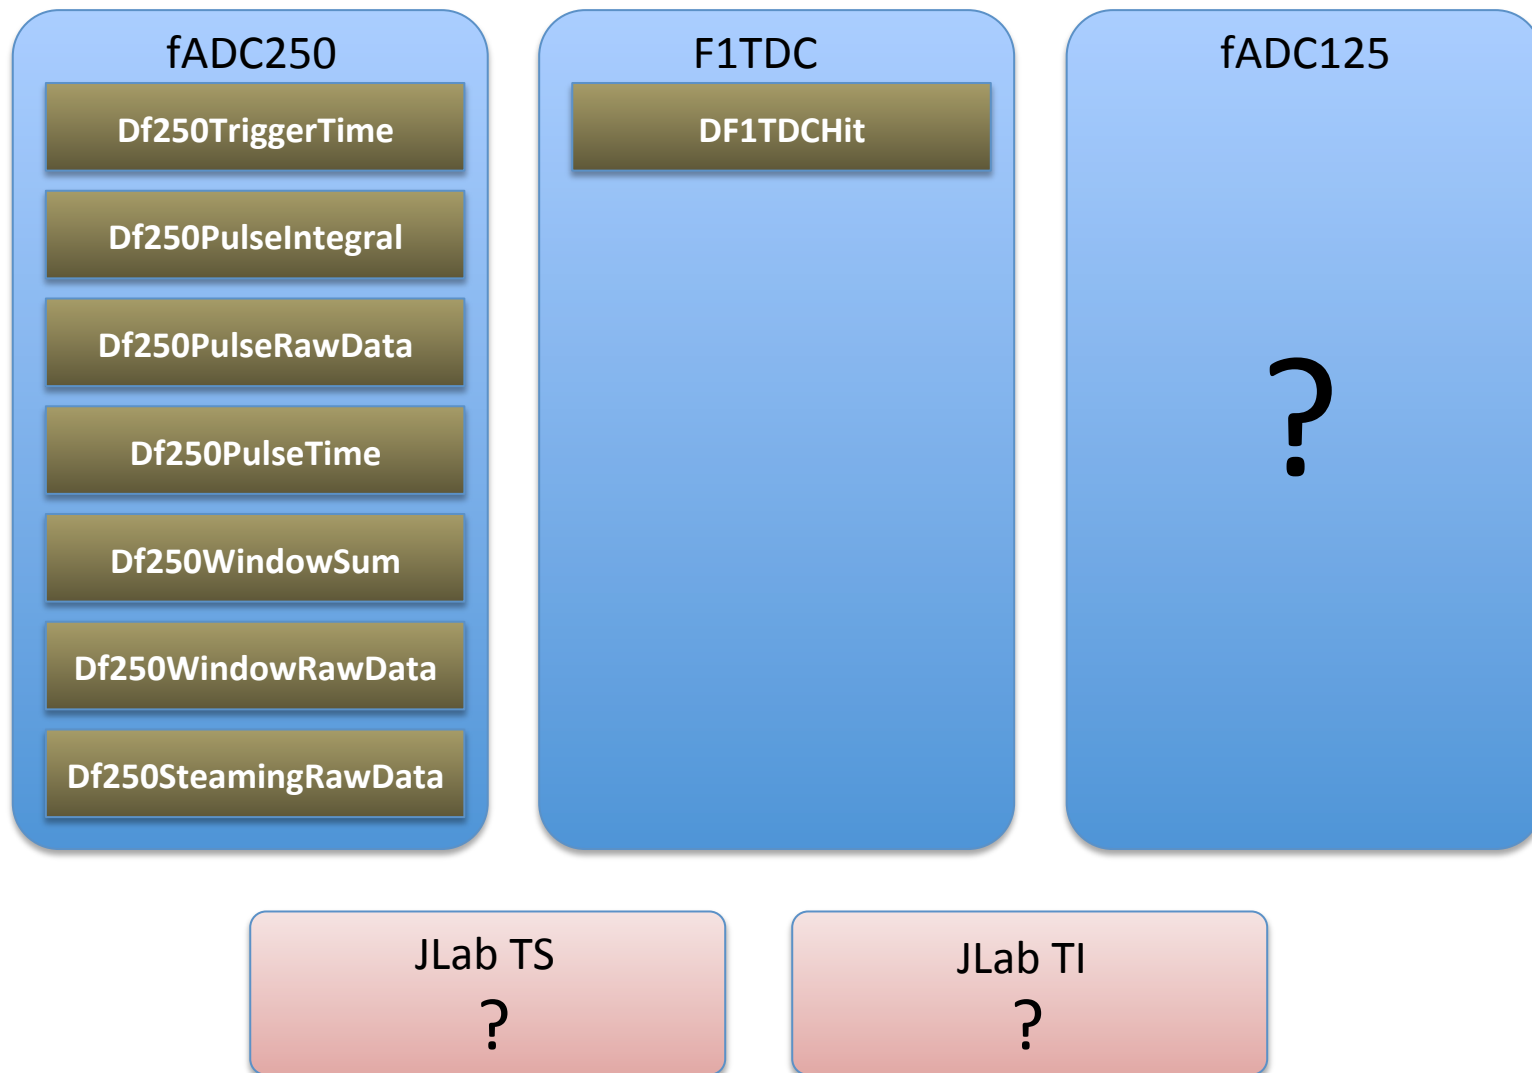 fADC250
Df250TriggerTime
Df250PulseIntegral
Df250PulseRawData
Df250PulseTime
Df250WindowSum
Df250WindowRawData
Df250SteamingRawData
F1TDC
DF1TDCHit
fADC125
?
JLab TS
?
JLab TI
?